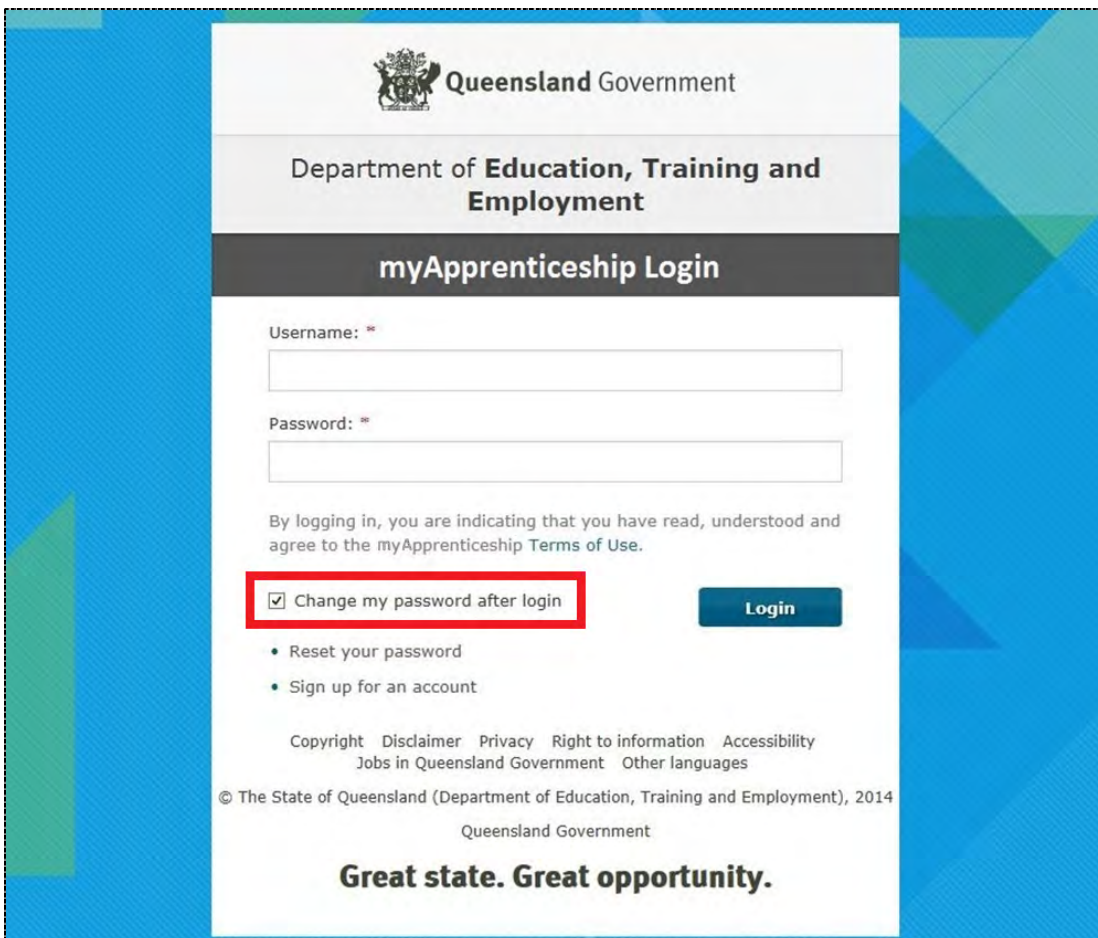 Queensland Government
Department of Education, Training and
Employment
myApprenticeship Login
Username: *
Password: *
By logging in, you are indicating that you have read, understood and
agree to the myApprenticeship Terms of Use.
Change my password after login
Login
• Reset your password
• Sign up for an account
Copyright Disclaimer Privacy Right to information Accessibility
Jobs in Queensland Government Other languages
© The State of Queensland (Department of Education, Training and Employment), 2014
Queensland Government
Great state. Great opportunity.